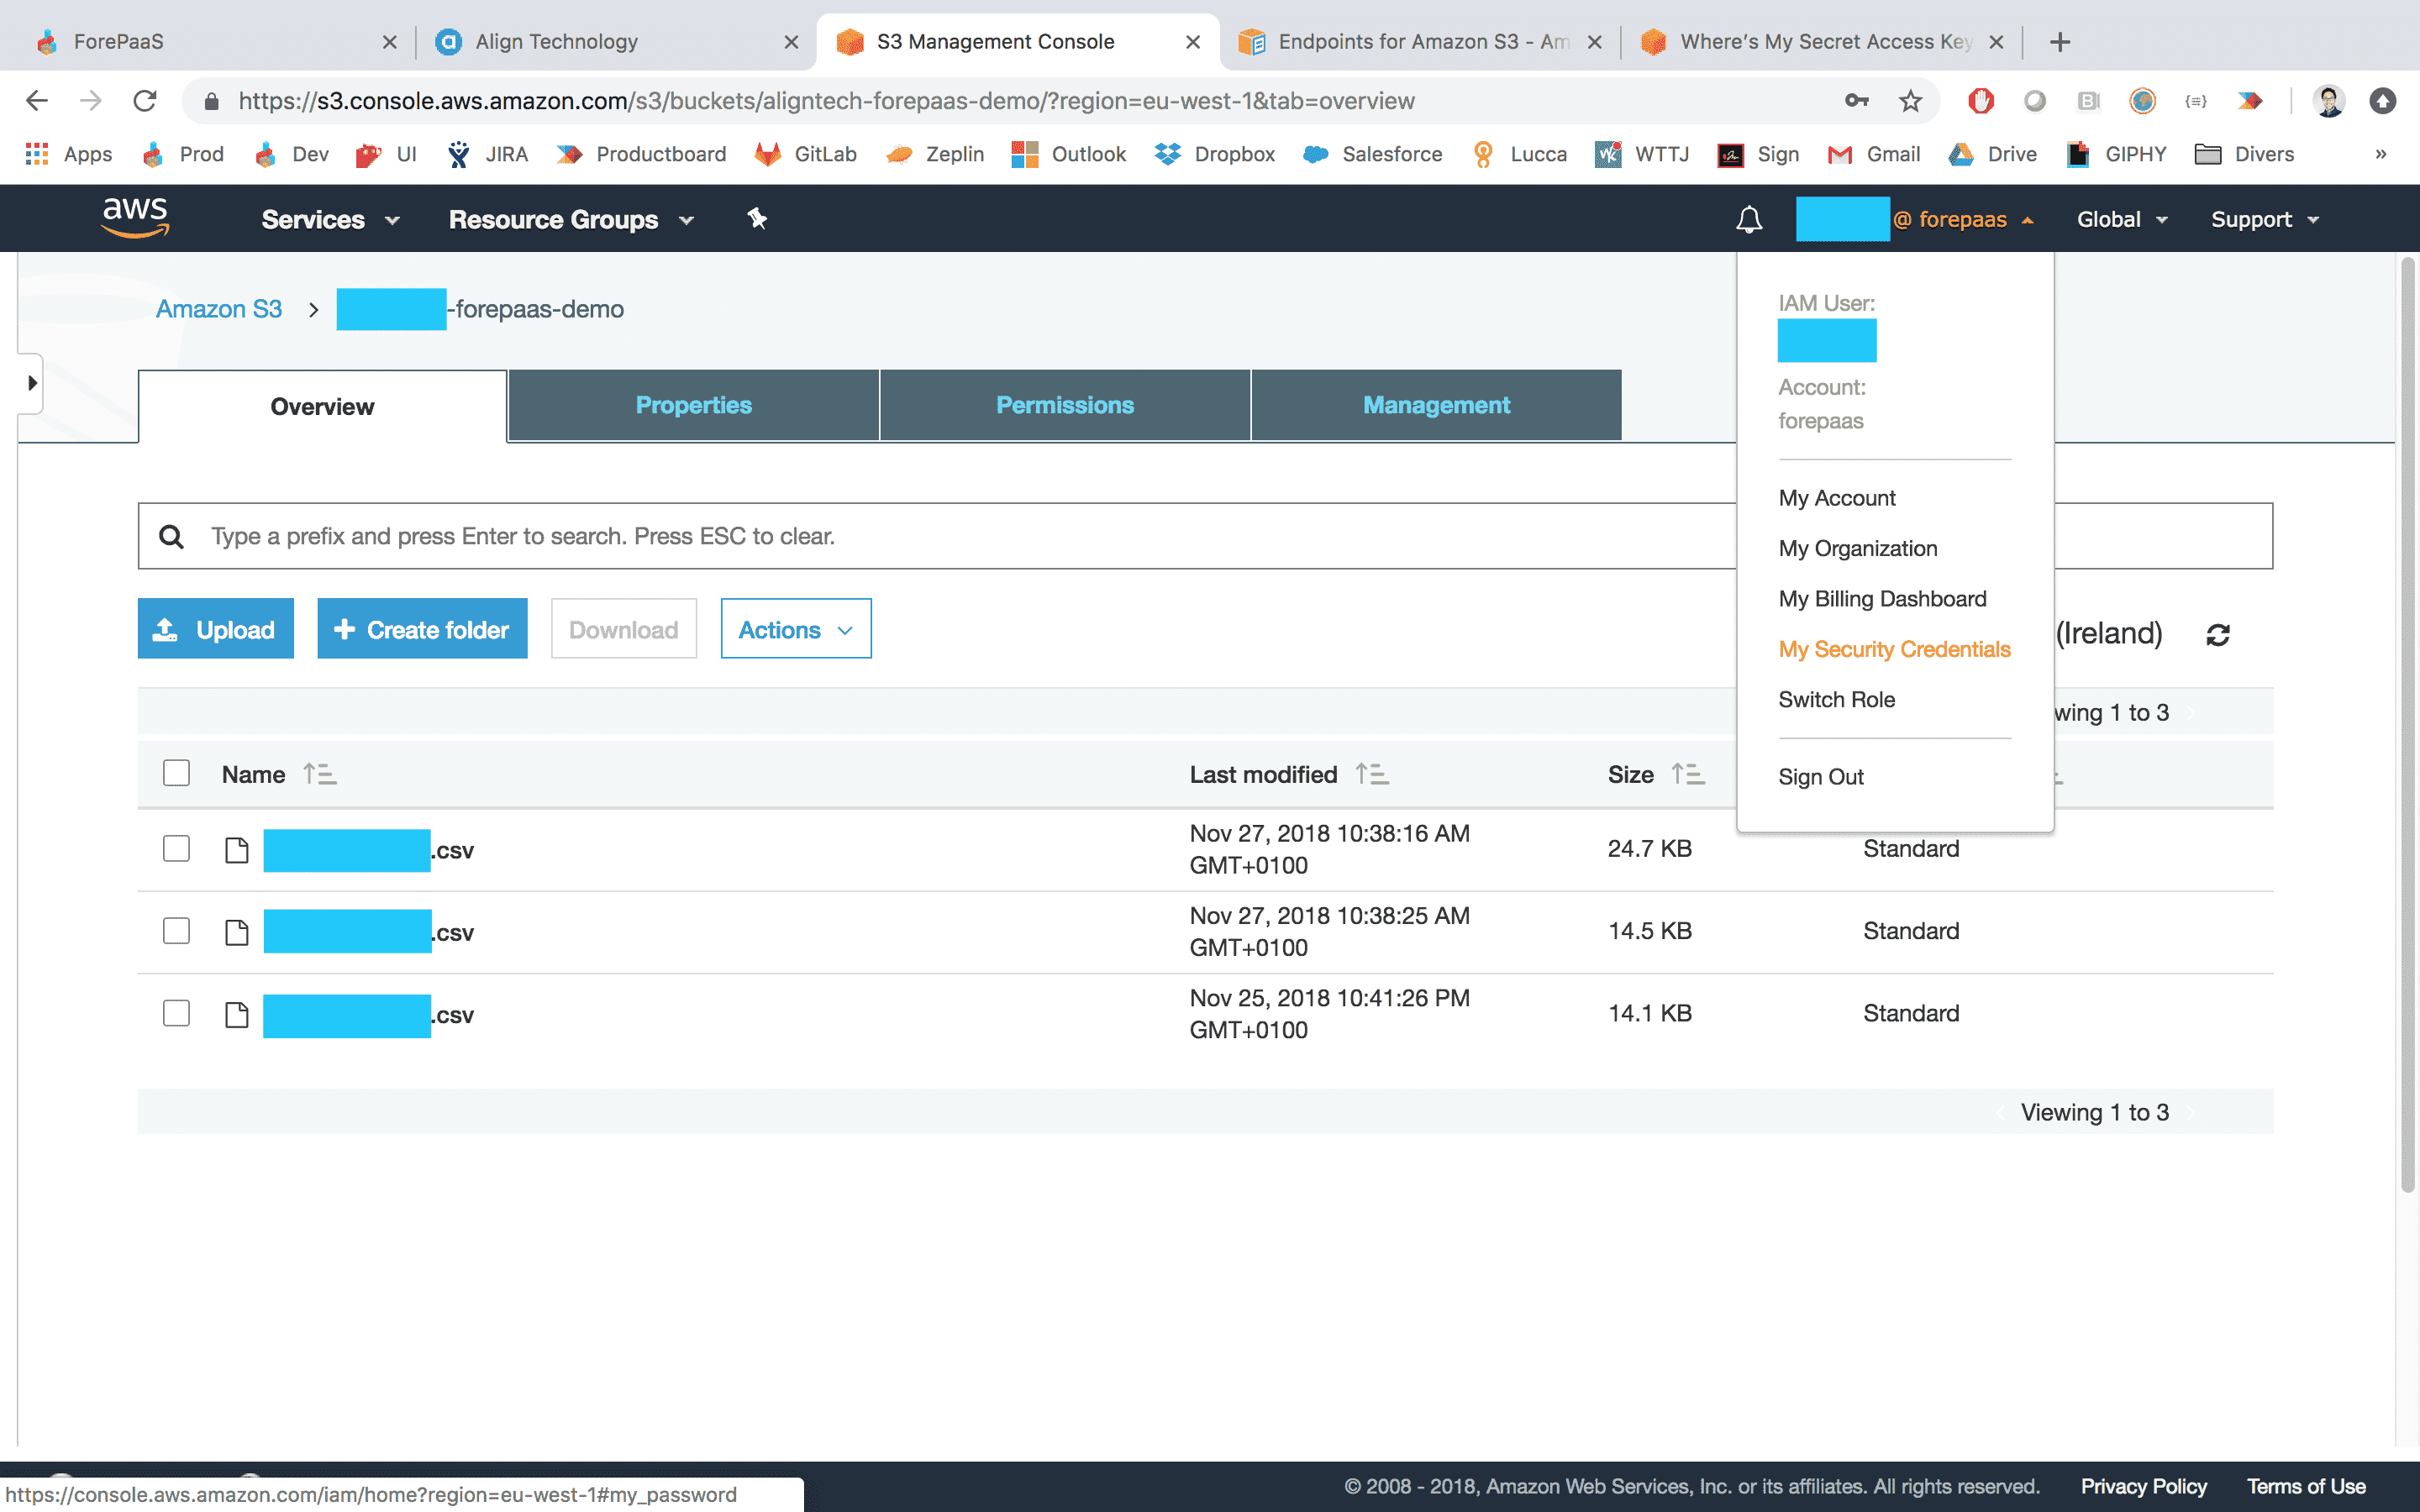 ForePaaS
Align Technology
S3 Management Console
Endpoints for Amazon S3 - Am
Where's My Secret Access Key
https://s3.console.aws.amazon.com/s3/buckets/aligntech-forepaas-demo/?region=eu-west-1&tab=overview
Apps Prod Dev UI JIRA Productboard GitLab Zeplin Outlook Dropbox Salesforce Lucca WTTJ Sign Gmail Drive GIPHY Divers »
aws Services Resource Groups @ forepaas Global Support
Amazon S3 > -forepaas-demo
IAM User:
Account:
forepaas
My Account
My Organization
My Billing Dashboard
My Security Credentials
Switch Role
Sign Out
Overview Properties Permissions Management
Type a prefix and press Enter to search. Press ESC to clear.
Upload + Create folder Download Actions (Ireland)
wing 1 to 3
Name Last modified Size
.csv Nov 27, 2018 10:38:16 AM 24.7 KB Standard
GMT+0100
.csv Nov 27, 2018 10:38:25 AM 14.5 KB Standard
GMT+0100
.csv Nov 25, 2018 10:41:26 PM 14.1 KB Standard
GMT+0100
Viewing 1 to 3
© 2008 - 2018, Amazon Web Services, Inc. or its affiliates. All rights reserved. Privacy Policy Terms of Use
https://console.aws.amazon.com/iam/home?region=eu-west-1#my_password